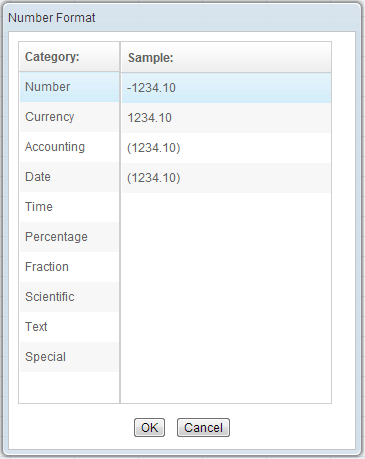 Number Format
Category: Sample:
Number -1234.10
Currency 1234.10
Accounting (1234.10)
Date (1234.10)
Time
Percentage
Fraction
Scientific
Text
Special
OK Cancel